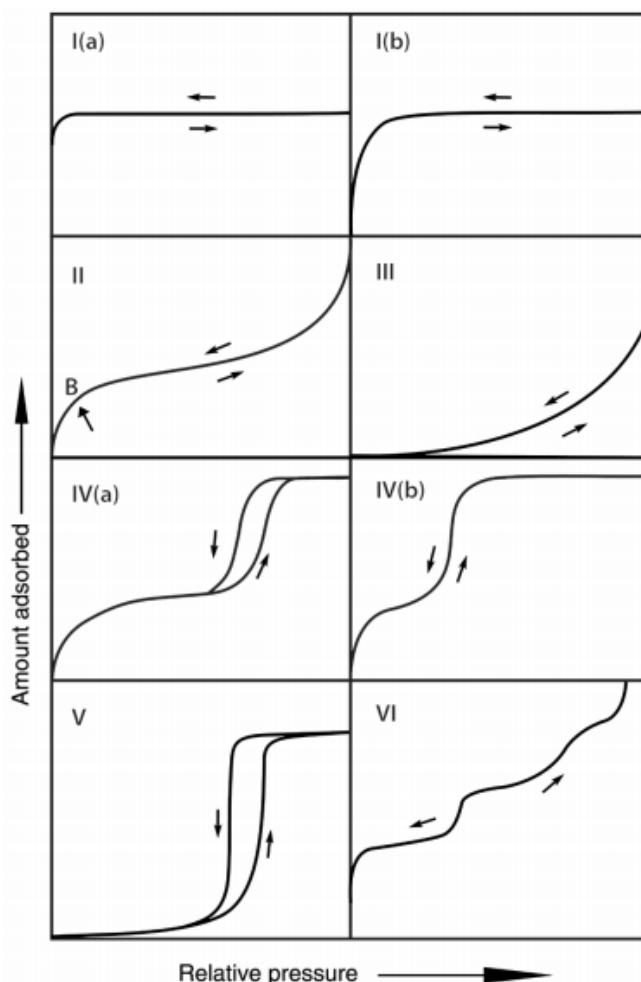 I(a)
I(b)
II
III
B
IV(a)
IV(b)
V
VI
Amount adsorbed
Relative pressure